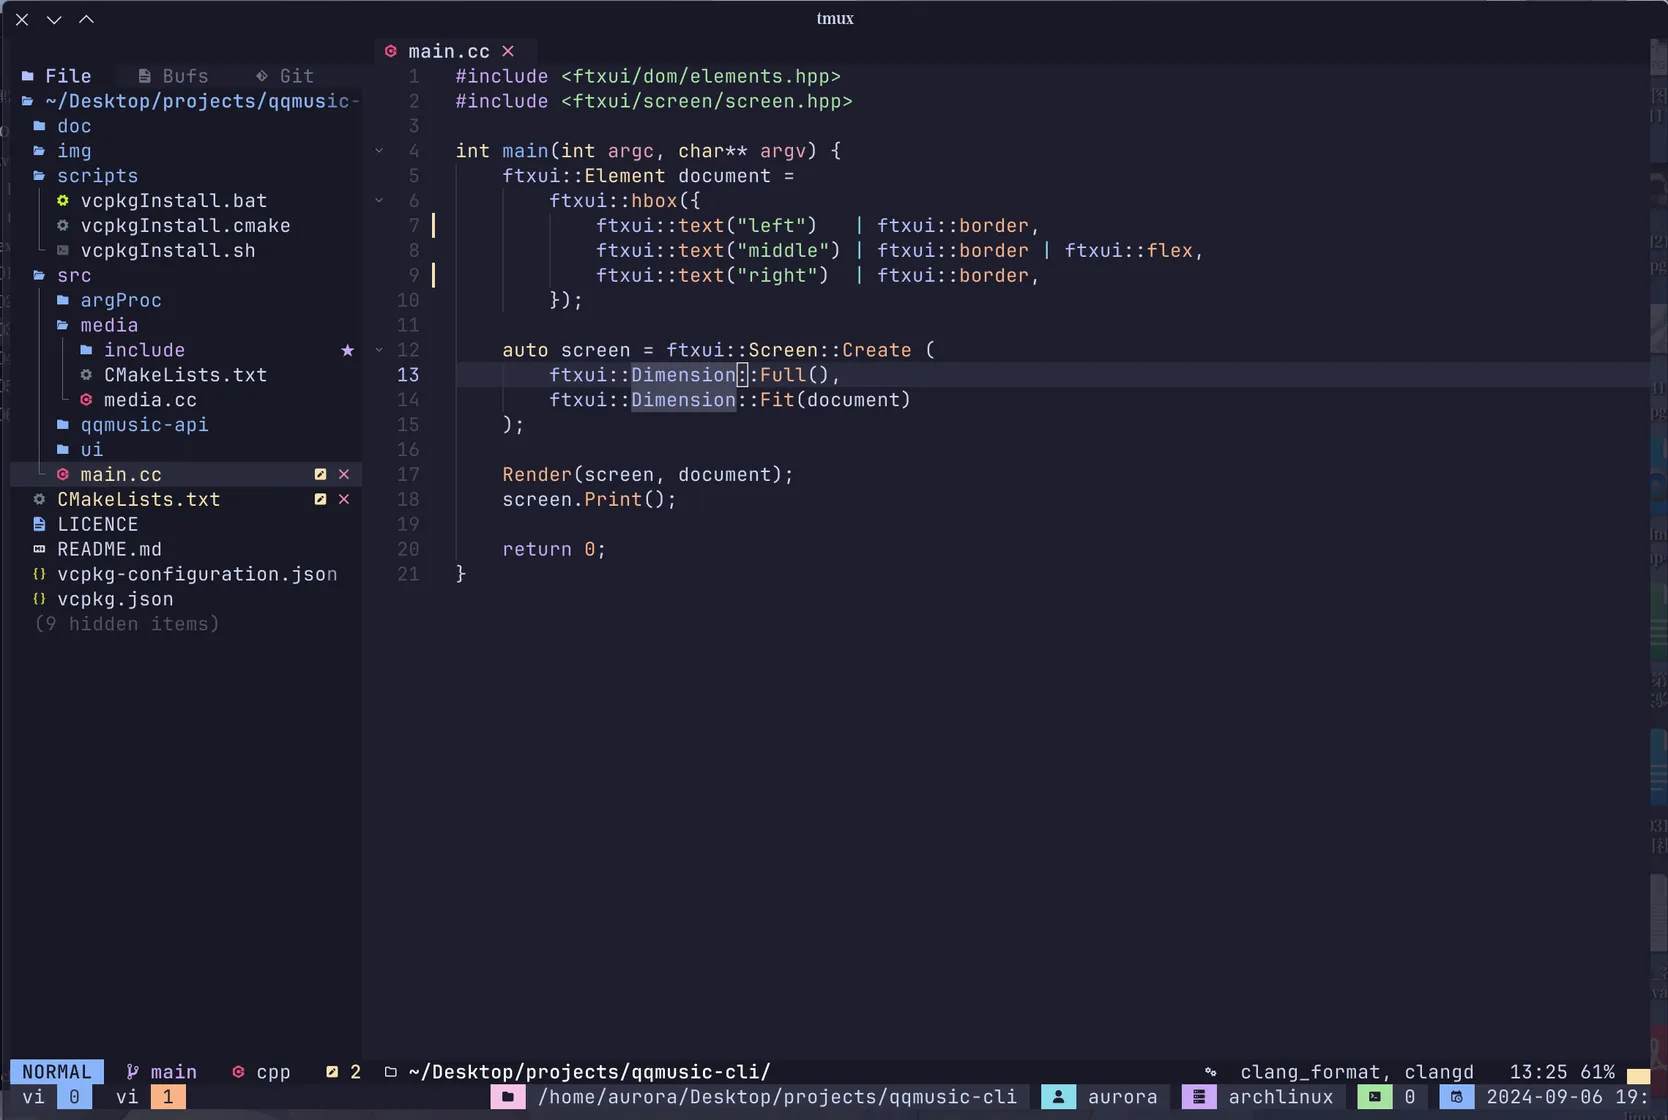 tmux
main.cc
File Bufs Git
~/Desktop/projects/qqmusic-
doc
img
scripts
vcpkgInstall.bat
vcpkgInstall.cmake
vcpkgInstall.sh
src
argProc
media
include
CMakeLists.txt
media.cc
qqmusic-api
ui
main.cc
CMakeLists.txt
LICENCE
README.md
{} vcpkg-configuration.json
{} vcpkg.json
(9 hidden items)
1 #include <ftxui/dom/elements.hpp>
2 #include <ftxui/screen/screen.hpp>
3
4 int main(int argc, char** argv) {
5     ftxui::Element document =
6         ftxui::hbox({
7             ftxui::text("left")   | ftxui::border,
8             ftxui::text("middle") | ftxui::border | ftxui::flex,
9             ftxui::text("right")  | ftxui::border,
10         });
11
12     auto screen = ftxui::Screen::Create (
13         ftxui::Dimension::Full(),
14         ftxui::Dimension::Fit(document)
15     );
16
17     Render(screen, document);
18     screen.Print();
19
20     return 0;
21 }
NORMAL main cpp 2 ~/Desktop/projects/qqmusic-cli/ clang_format, clangd 13:25 61%
vi 0 vi 1 /home/aurora/Desktop/projects/qqmusic-cli aurora archlinux 0 2024-09-06 19: